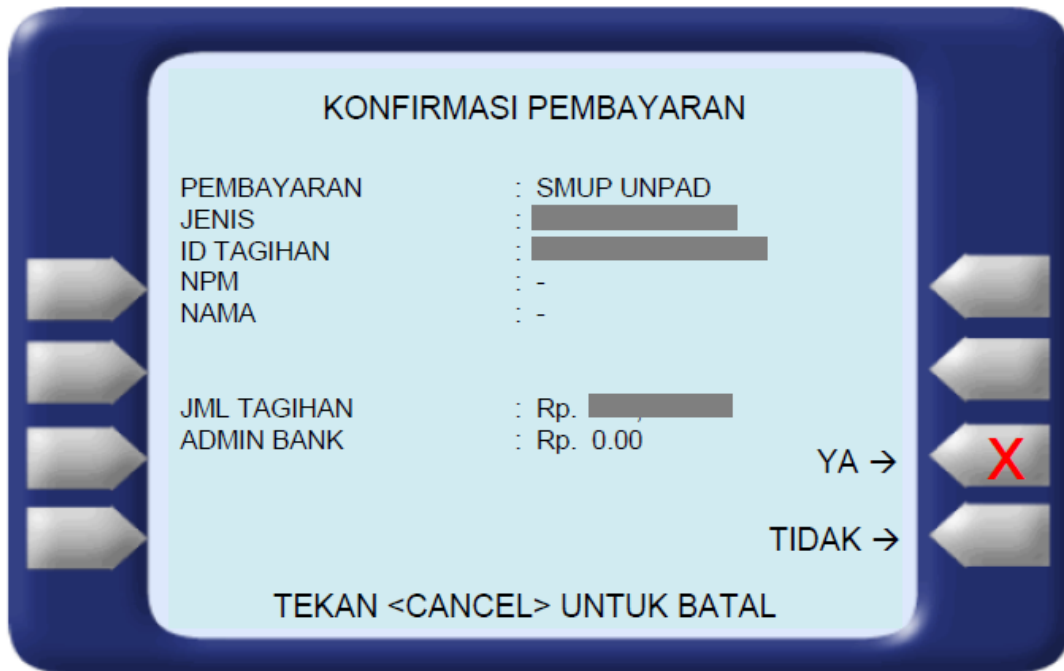 KONFIRMASI PEMBAYARAN
PEMBAYARAN : SMUP UNPAD
JENIS :
ID TAGIHAN :
NPM : -
NAMA : -
JML TAGIHAN : Rp.
ADMIN BANK : Rp. 0.00
YA →
X
TIDAK →
TEKAN <CANCEL> UNTUK BATAL